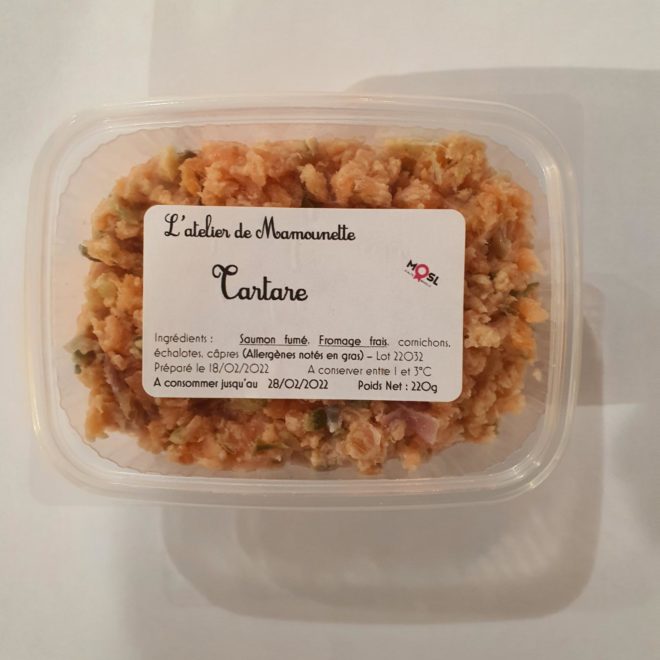 L'atelier de Mamounette
Tartare
MOSL
Ingrédients : Saumon fumé, Fromage frais, cornichons,
échalotes, câpres (Allergènes notés en gras) – Lot 22032
Préparé le 18/02/2022 A conserver entre 1 et 3°C
A consommer jusqu'au 28/02/2022 Poids Net : 220g